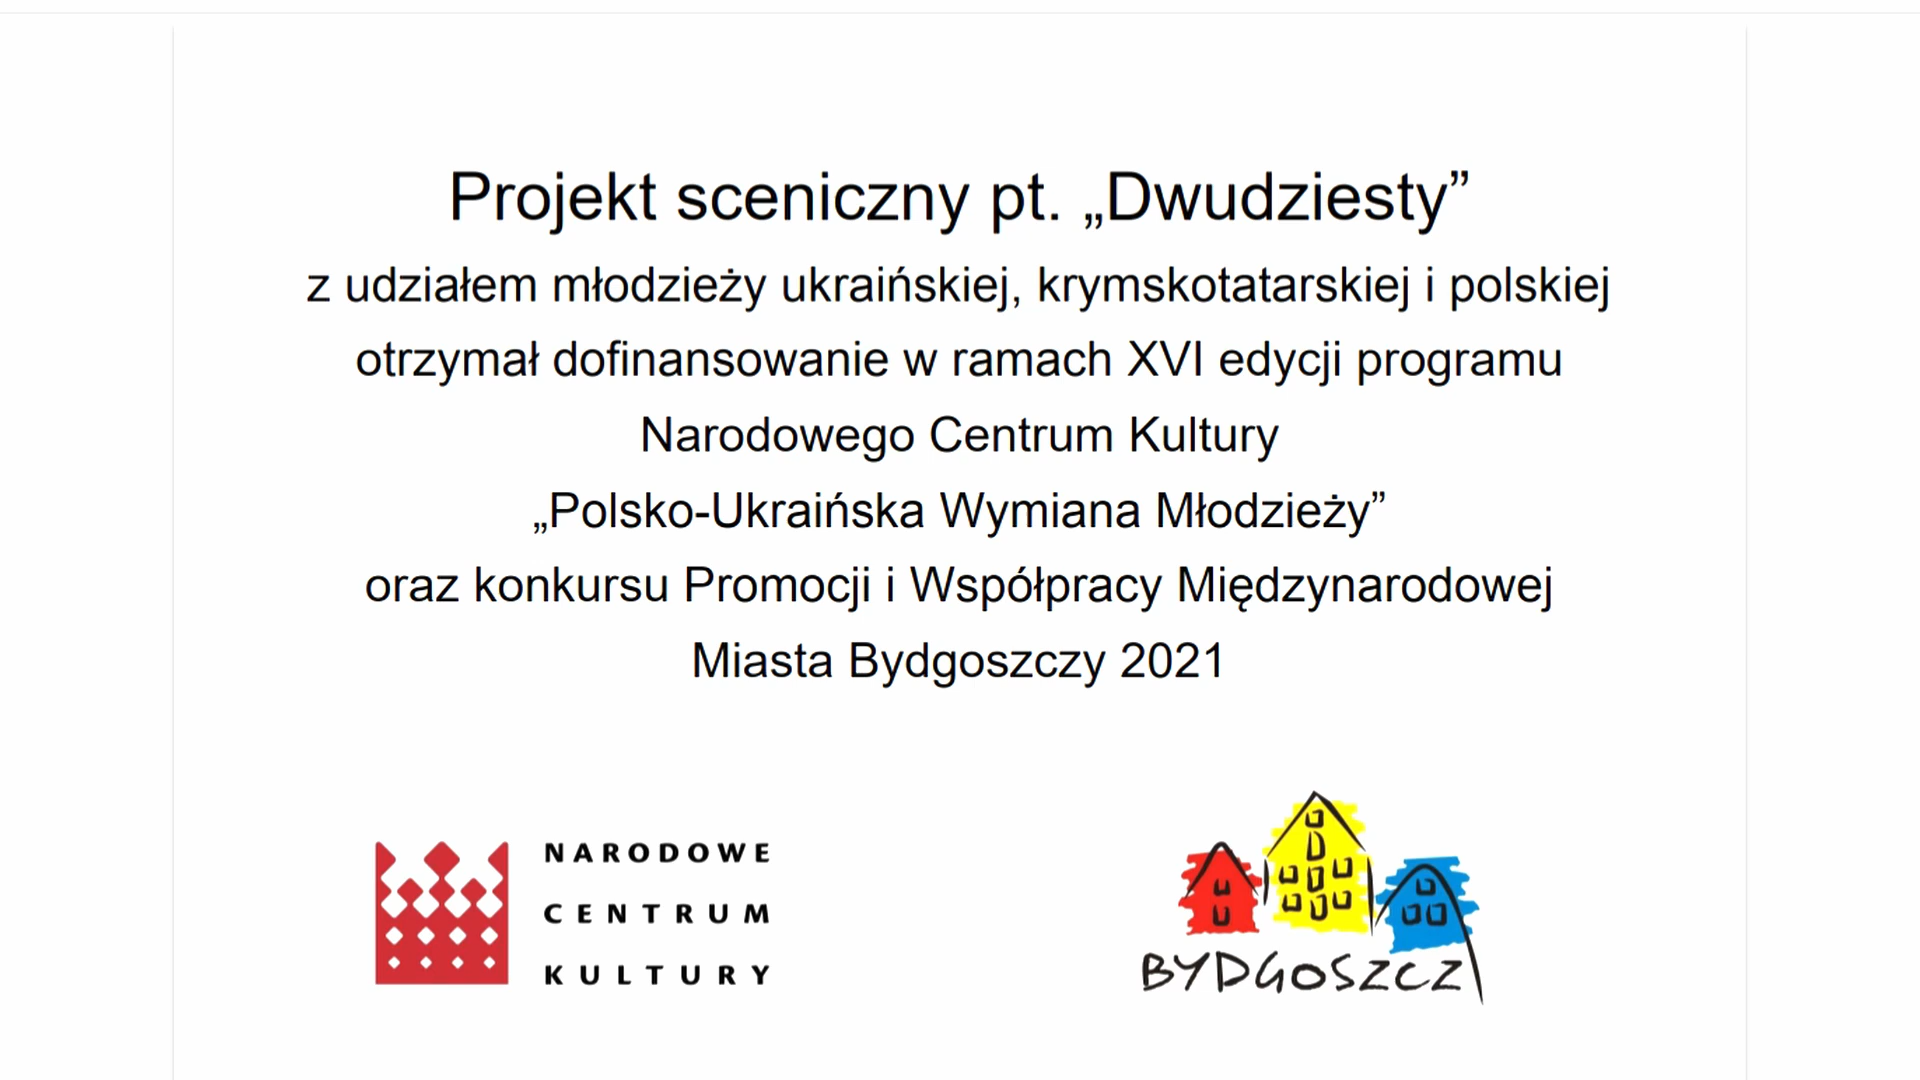 Projekt sceniczny pt. „Dwudziesty”
z udziałem młodzieży ukraińskiej, krymskotatarskiej i polskiej
otrzymał dofinansowanie w ramach XVI edycji programu
Narodowego Centrum Kultury
„Polsko-Ukraińska Wymiana Młodzieży”
oraz konkursu Promocji i Współpracy Międzynarodowej
Miasta Bydgoszczy 2021
NARODOWE
CENTRUM
KULTURY
BYDGOSZCZ